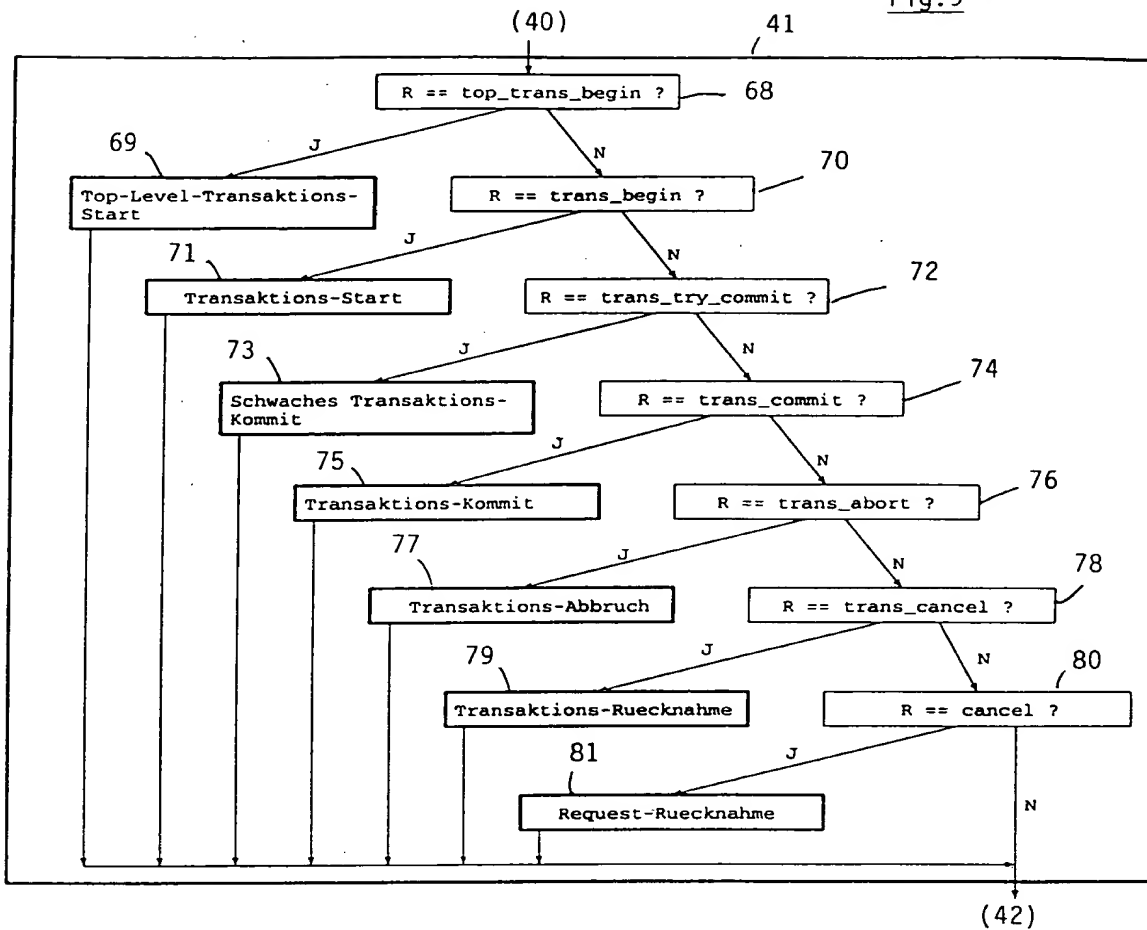 Fig.9
(40)
41
R == top_trans_begin ?
68
69
J
N
70
Top-Level-Transaktions-
Start
R == trans_begin ?
71
J
N
72
Transaktions-Start
R == trans_try_commit ?
73
J
N
74
Schwaches Transaktions-
Kommit
R == trans_commit ?
75
J
N
76
Transaktions-Kommit
R == trans_abort ?
77
J
N
78
Transaktions-Abbruch
R == trans_cancel ?
79
J
N
80
Transaktions-Ruecknahme
R == cancel ?
81
J
N
Request-Ruecknahme
(42)